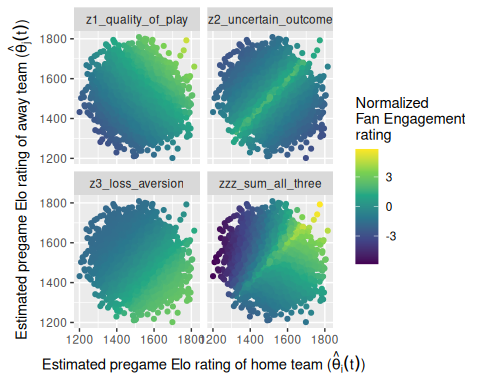 z1_quality_of_play z2_uncertain_outcome
1800
1600
1400
1200
z3_loss_aversion zzz_sum_all_three
1800
1600
1400
1200
1200 1400 1600 1800 1200 1400 1600 1800
Estimated pregame Elo rating of home team (θ̂ᵢ(t))
Estimated pregame Elo rating of away team (θ̂ⱼ(t))
Normalized
Fan Engagement
rating
3
0
-3